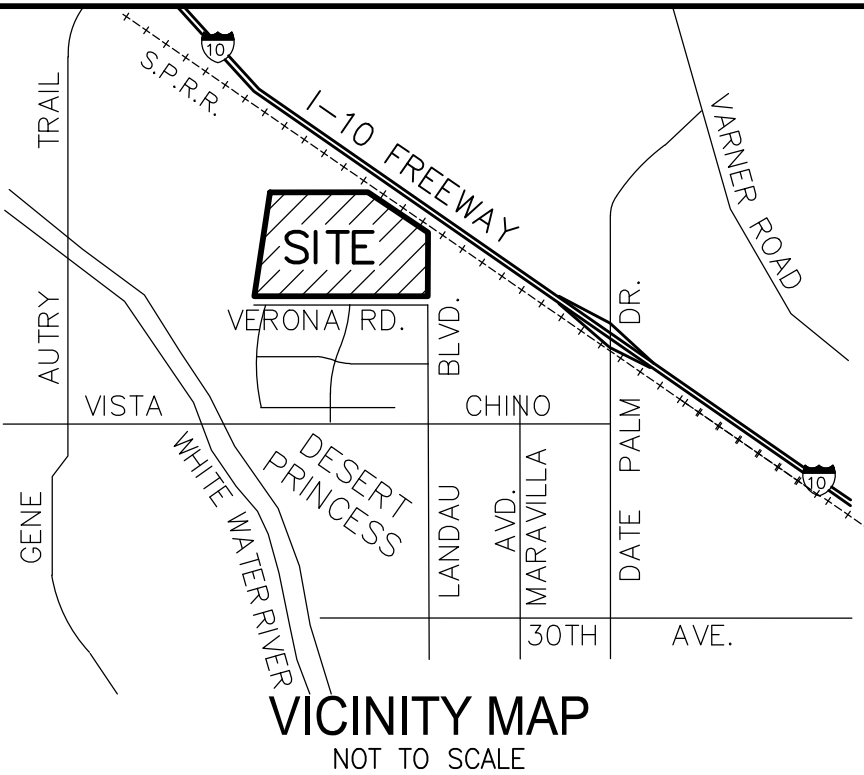 10
S.P.R.R.
I-10 FREEWAY
TRAIL
VARNER ROAD
SITE
VERONA RD.
BLVD.
DR.
AUTRY
VISTA
CHINO
DESERT
PRINCESS
WHITE WATER RIVER
GENE
LANDAU
AVD.
MARAVILLA
DATE PALM
10
30TH AVE.
VICINITY MAP
NOT TO SCALE